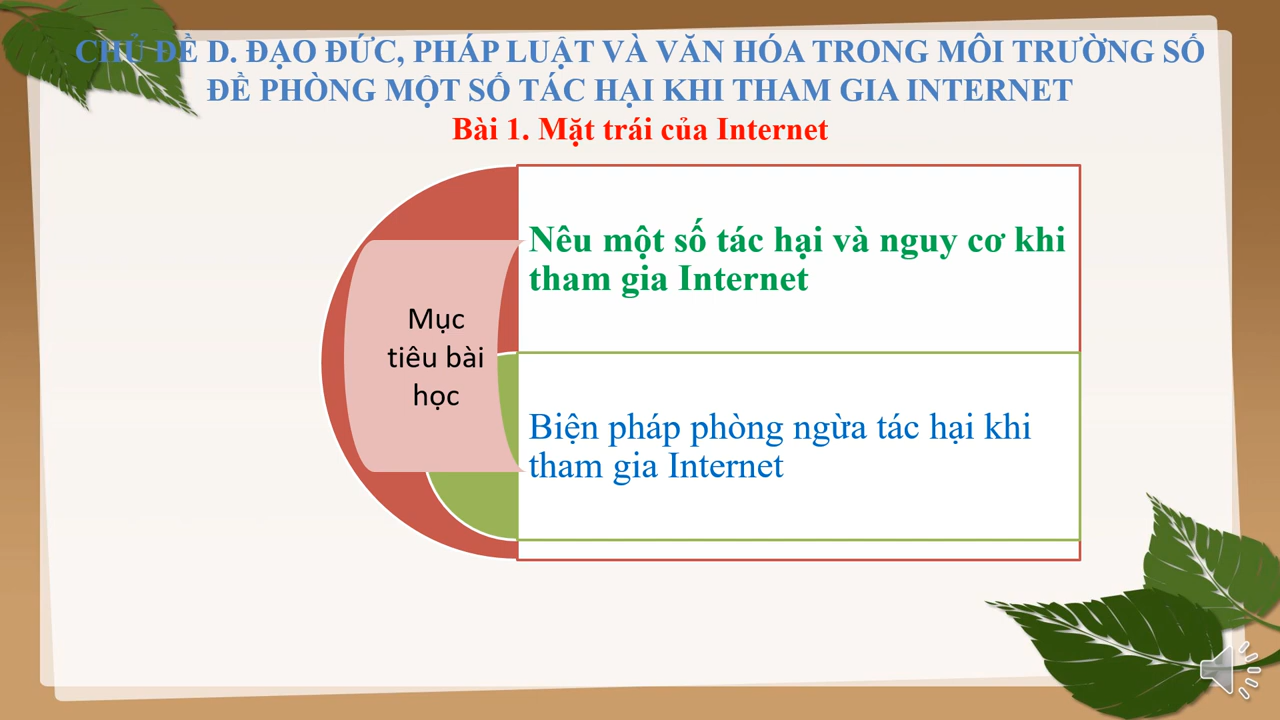 CHỦ ĐỀ D. ĐẠO ĐỨC, PHÁP LUẬT VÀ VĂN HÓA TRONG MÔI TRƯỜNG SỐ
ĐỀ PHÒNG MỘT SỐ TÁC HẠI KHI THAM GIA INTERNET
Bài 1. Mặt trái của Internet
Mục
tiêu bài
học
Nêu một số tác hại và nguy cơ khi
tham gia Internet
Biện pháp phòng ngừa tác hại khi
tham gia Internet